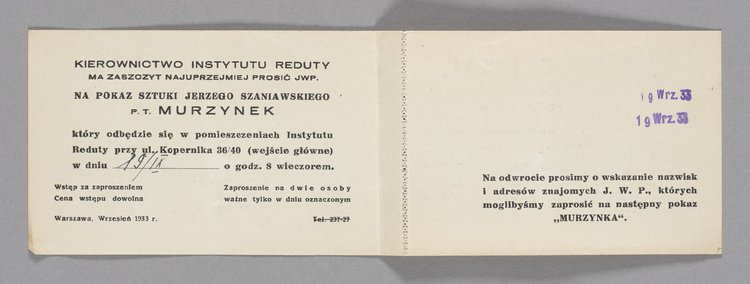 KIEROWNICTWO INSTYTUTU REDUTY
MA ZASZCZYT NAJUPRZEJMIEJ PROSIĆ JWP.
NA POKAZ SZTUKI JERZEGO SZANIAWSKIEGO
P. T. MURZYNEK
który odbędzie się w pomieszczeniach Instytutu
Reduty przy ul. Kopernika 36/40 (wejście główne)
w dniu 19/IX o godz. 8 wieczorem.
Wstęp za zaproszeniem
Cena wstępu dowolna
Zaproszenie na dwie osoby
ważne tylko w dniu oznaczonym
Warszawa, Wrzesień 1933 r.
Tel. 237-27
19 Wrz. 33
19 Wrz. 33
Na odwrocie prosimy o wskazanie nazwisk
i adresów znajomych J. W. P., których
moglibyśmy zaprosić na następny pokaz
„MURZYNKA“.